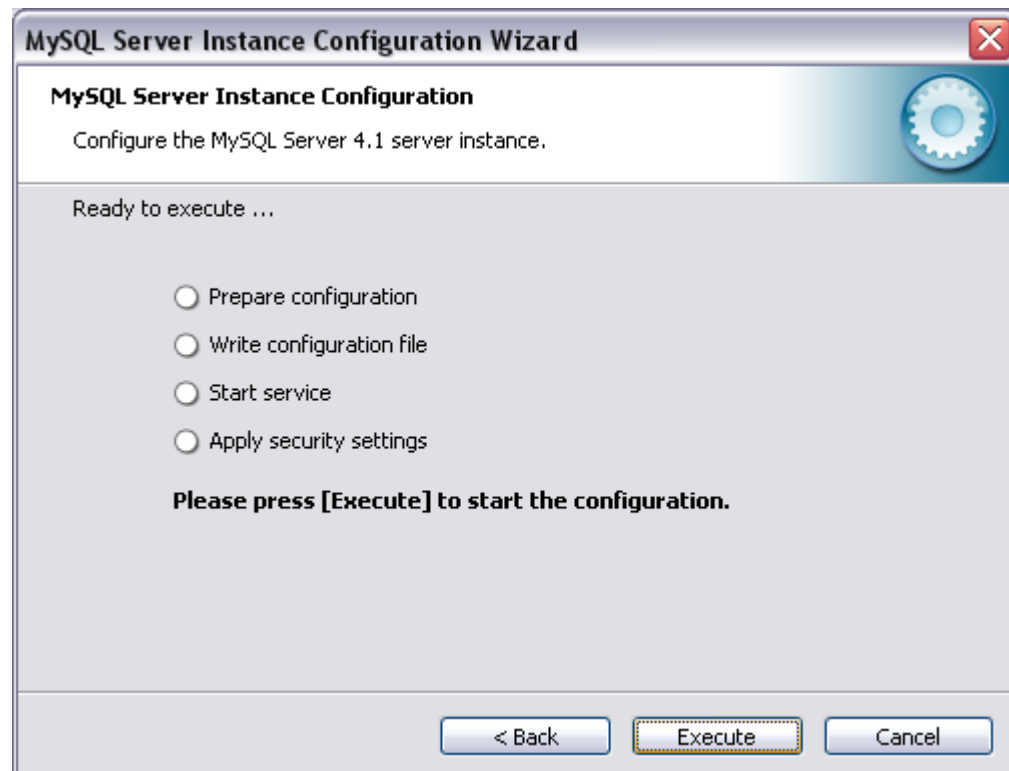 MySQL Server Instance Configuration Wizard
MySQL Server Instance Configuration
Configure the MySQL Server 4.1 server instance.
Ready to execute ...
Prepare configuration
Write configuration file
Start service
Apply security settings
Please press [Execute] to start the configuration.
< Back Execute Cancel